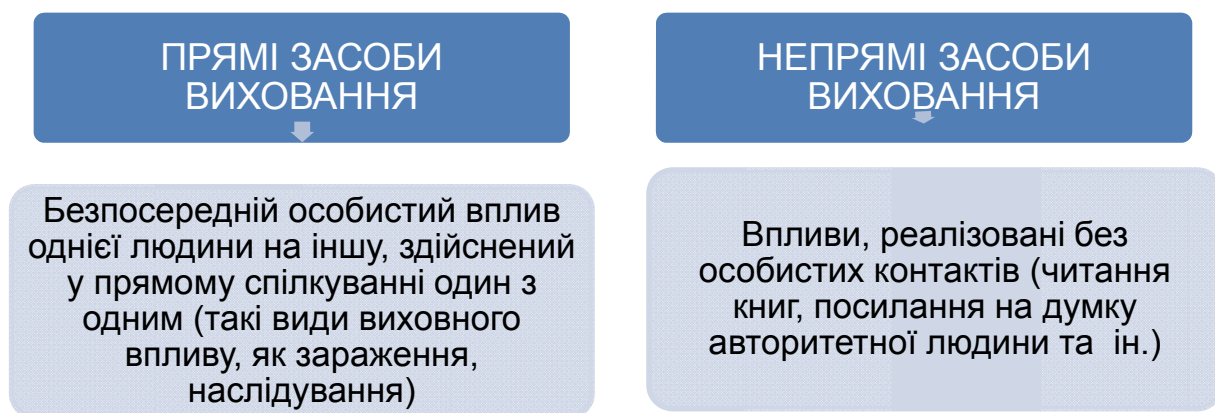 ПРЯМІ ЗАСОБИ
ВИХОВАННЯ
Безпосередній особистий вплив
однієї людини на іншу, здійснений
у прямому спілкуванні один з
одним (такі види виховного
впливу, як зараження,
наслідування)
НЕПРЯМІ ЗАСОБИ
ВИХОВАННЯ
Впливи, реалізовані без
особистих контактів (читання
книг, посилання на думку
авторитетної людини та  ін.)